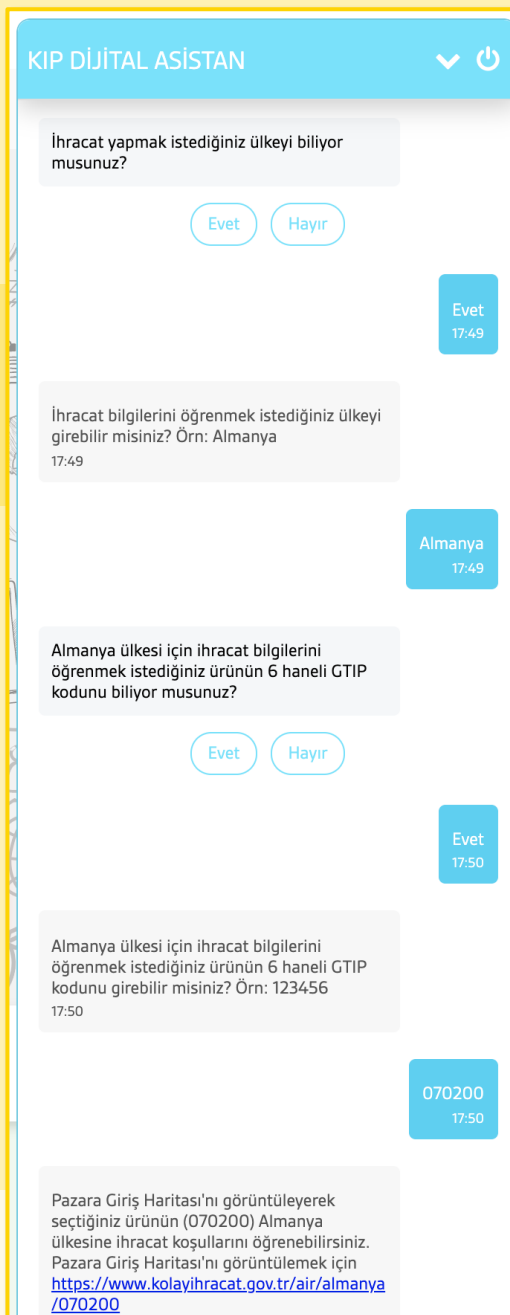 KIP DİJİTAL ASİSTAN
İhracat yapmak istediğiniz ülkeyi biliyor
musunuz?
Evet
Hayır
Evet
17:49
İhracat bilgilerini öğrenmek istediğiniz ülkeyi
girebilir misiniz? Örn: Almanya
17:49
Almanya
17:49
Almanya ülkesi için ihracat bilgilerini
öğrenmek istediğiniz ürünün 6 haneli GTIP
kodunu biliyor musunuz?
Evet
Hayır
Evet
17:50
Almanya ülkesi için ihracat bilgilerini
öğrenmek istediğiniz ürünün 6 haneli GTIP
kodunu girebilir misiniz? Örn: 123456
17:50
070200
17:50
Pazara Giriş Haritası'nı görüntüleyerek
seçtiğiniz ürünün (070200) Almanya
ülkesine ihracat koşullarını öğrenebilirsiniz.
Pazara Giriş Haritası'nı görüntülemek için
https://www.kolayihracat.gov.tr/air/almanya
/070200